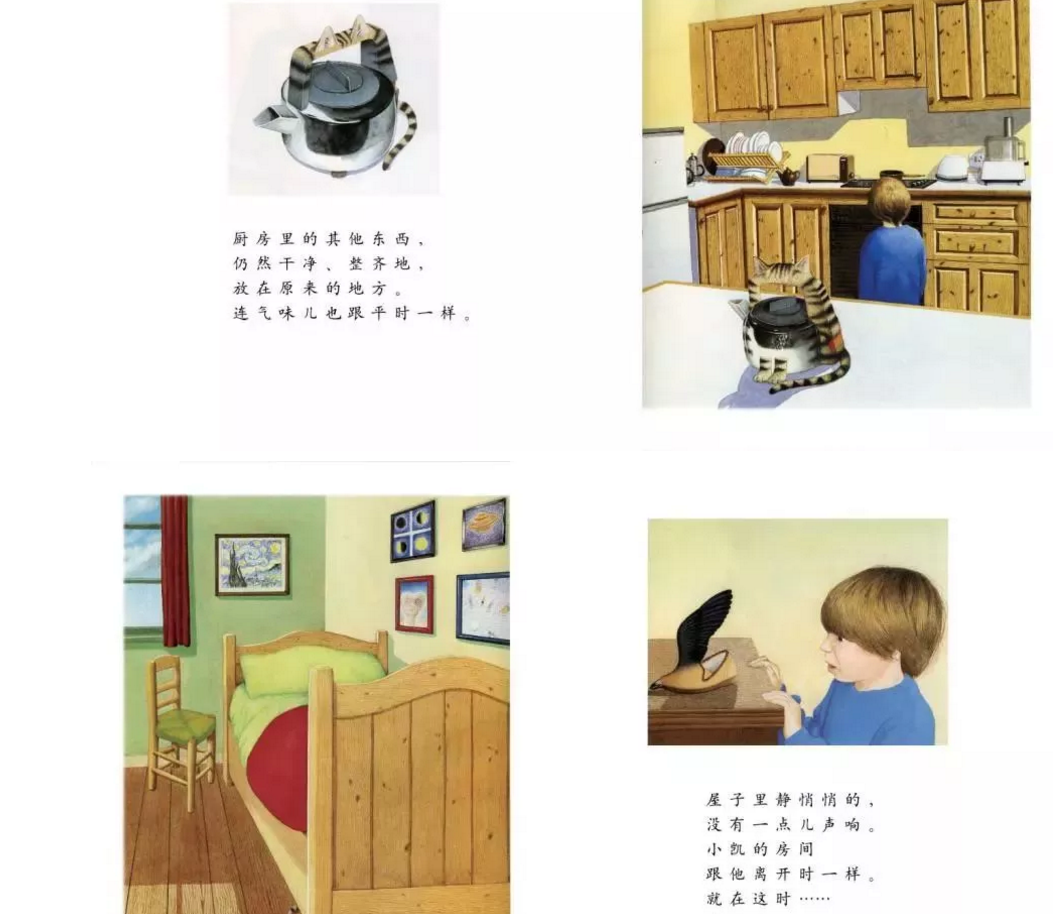 厨房里的其他东西，
仍然干净、整齐地，
放在原来的地方。
连气味儿也跟平时一样。
屋子里静悄悄的，
没有一点儿声响。
小凯的房间
跟他离开时一样。
就在这时……